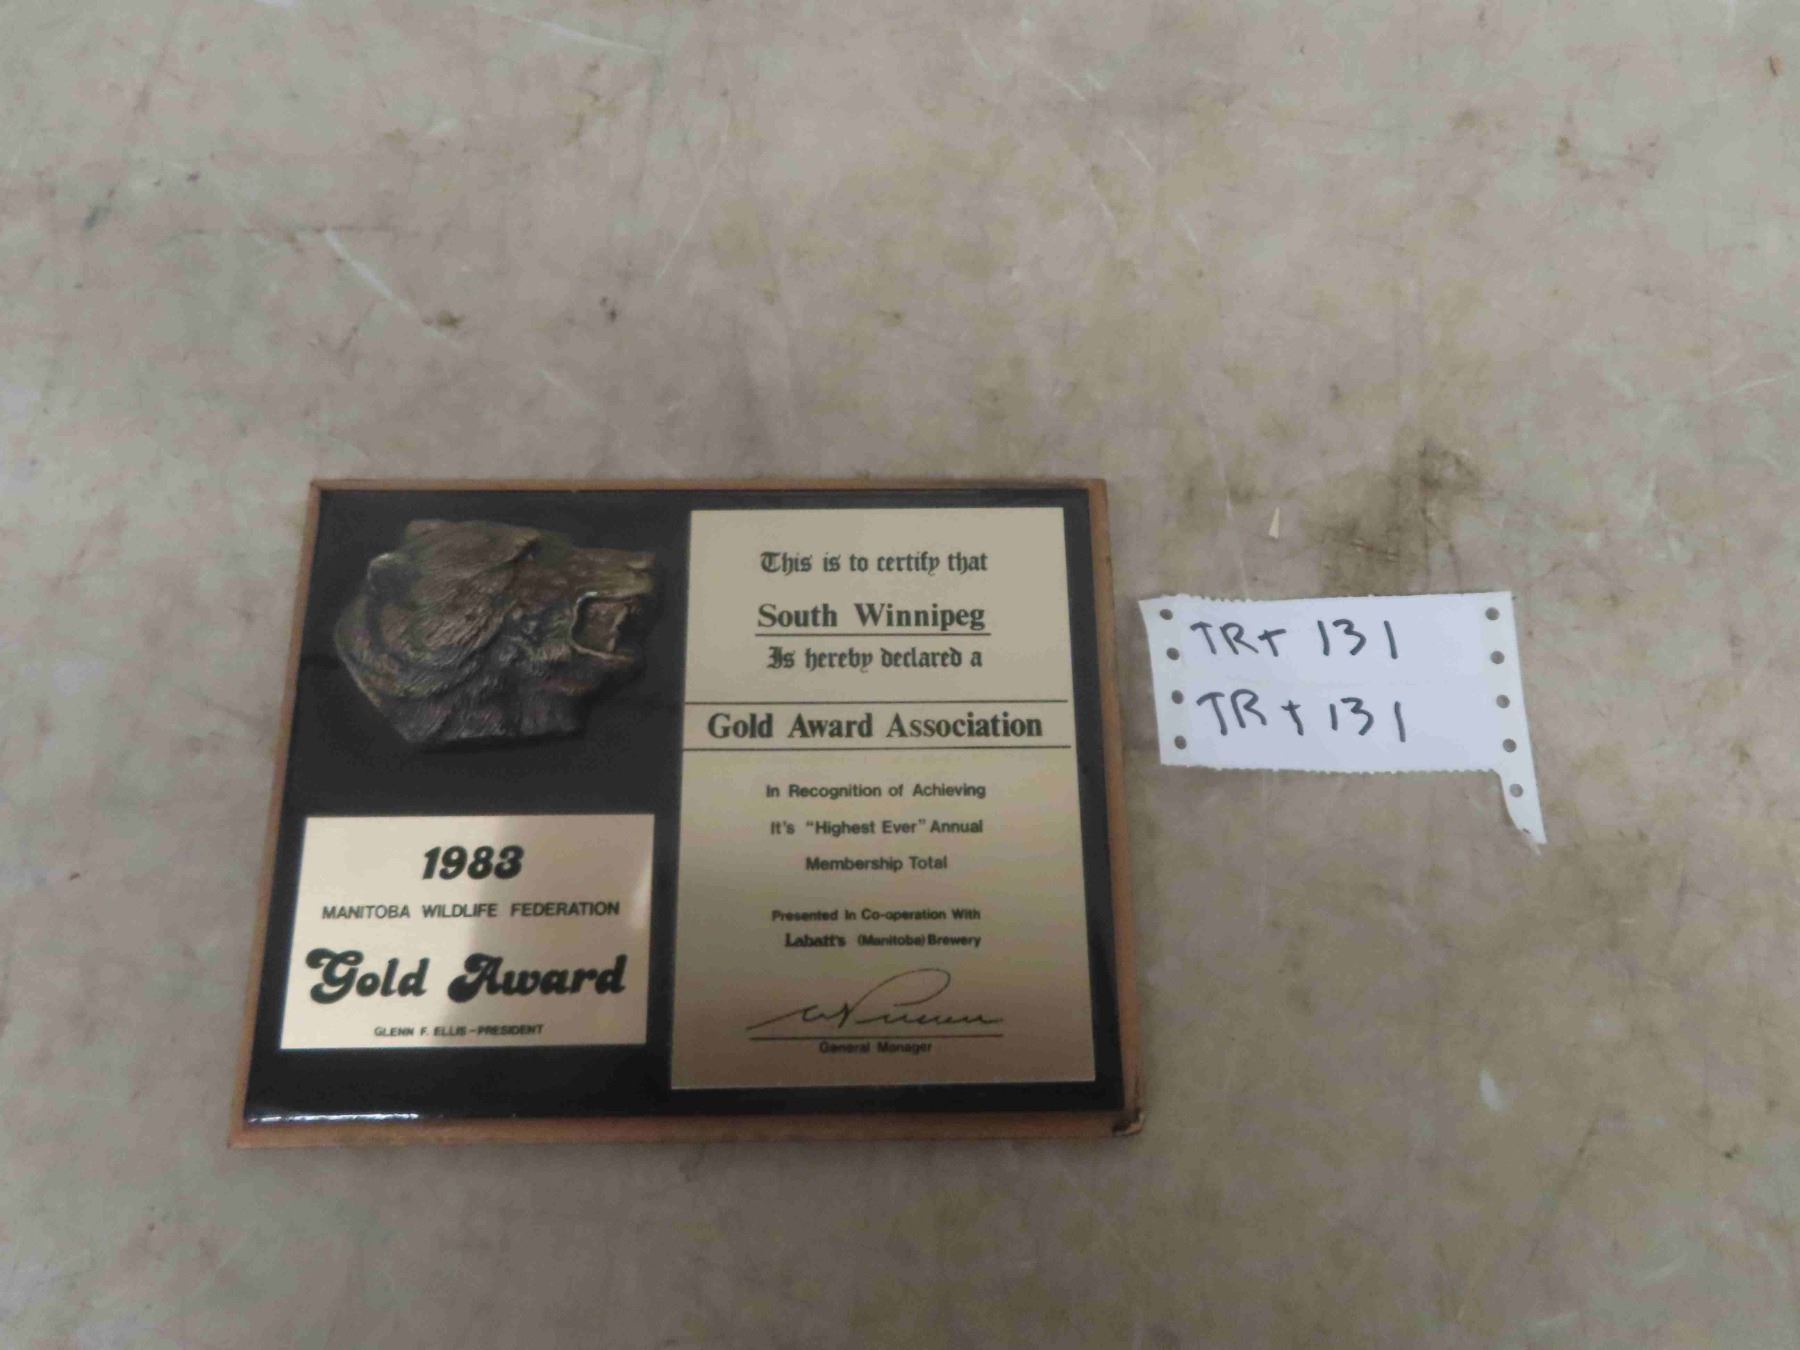 This is to certify that
South Winnipeg
Is hereby declared a
Gold Award Association
In Recognition of Achieving
It's "Highest Ever" Annual
Membership Total
Presented In Co-operation With
Labatt's (Manitoba) Brewery
General Manager
1983
MANITOBA WILDLIFE FEDERATION
Gold Award
GLENN F. ELLIS-PRESIDENT
TRT 131
TRT 131